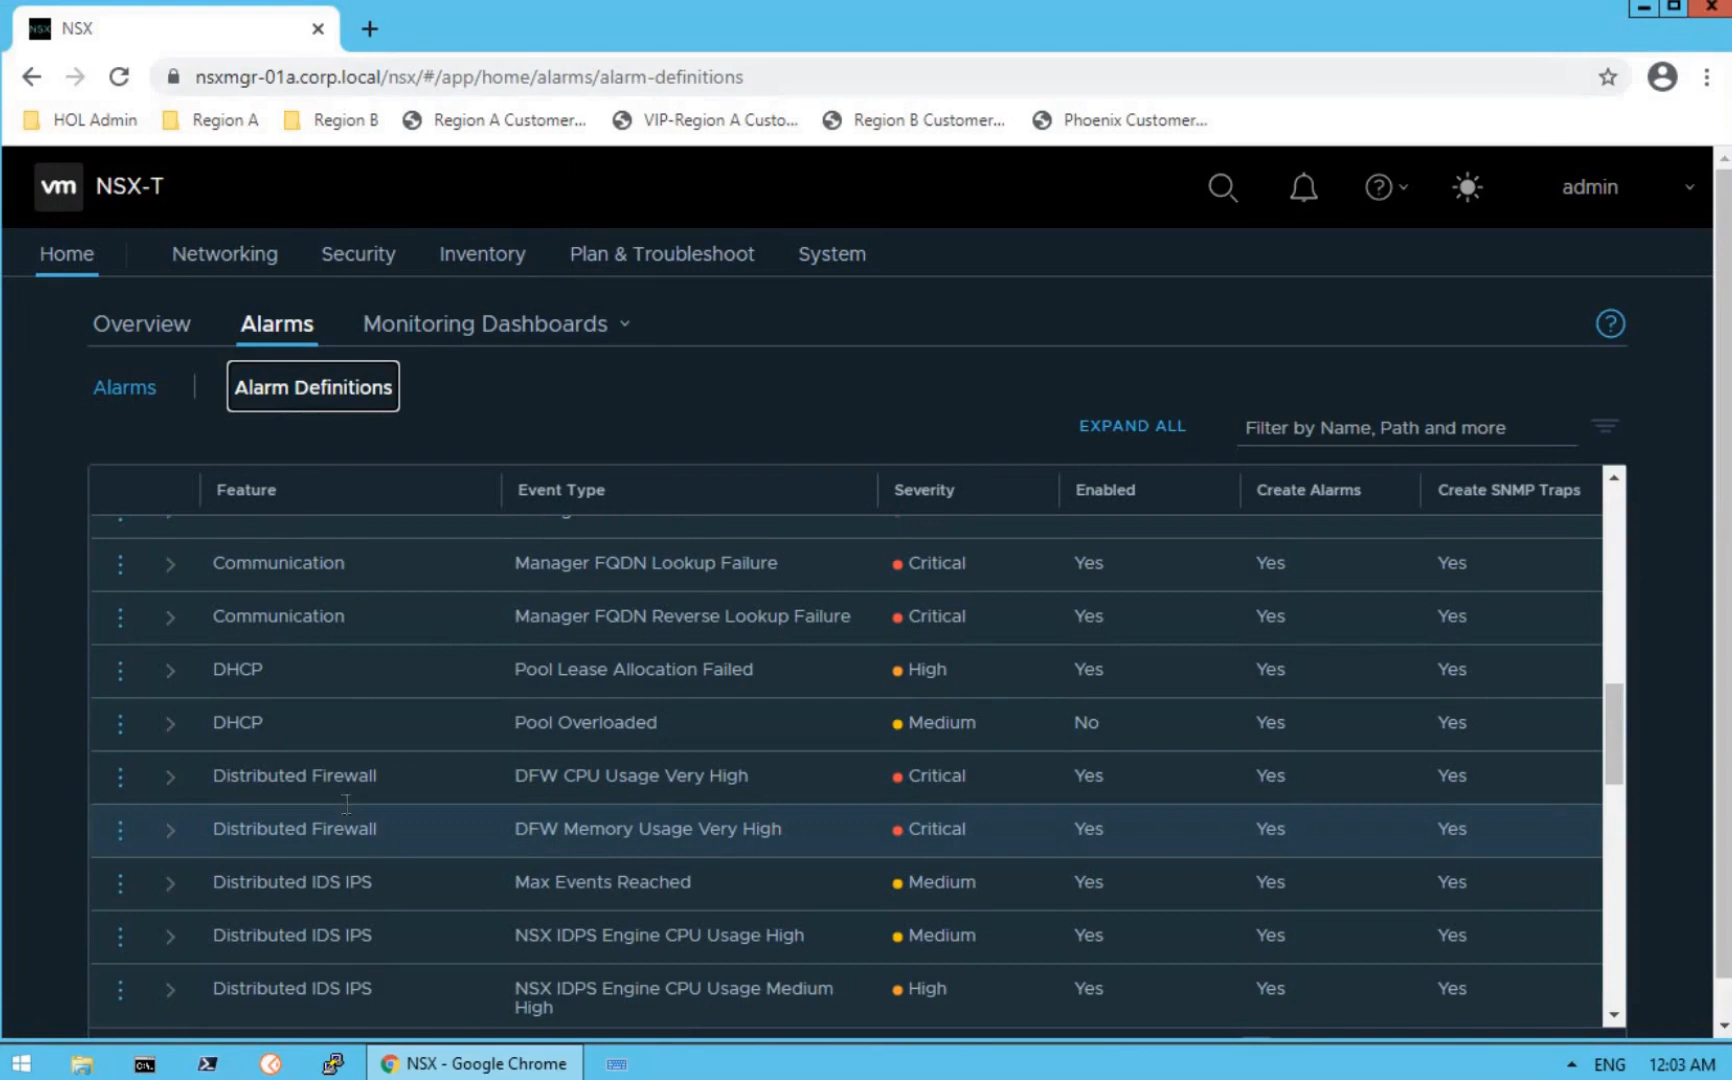 NSX
nsxmgr-01a.corp.local/nsx/#/app/home/alarms/alarm-definitions
HOL Admin Region A Region B Region A Customer... VIP-Region A Custo... Region B Customer... Phoenix Customer...
vm NSX-T admin
Home Networking Security Inventory Plan & Troubleshoot System
Overview Alarms Monitoring Dashboards
Alarms Alarm Definitions
EXPAND ALL Filter by Name, Path and more
Feature Event Type Severity Enabled Create Alarms Create SNMP Traps
Communication Manager FQDN Lookup Failure Critical Yes Yes Yes
Communication Manager FQDN Reverse Lookup Failure Critical Yes Yes Yes
DHCP Pool Lease Allocation Failed High Yes Yes Yes
DHCP Pool Overloaded Medium No Yes Yes
Distributed Firewall DFW CPU Usage Very High Critical Yes Yes Yes
Distributed Firewall DFW Memory Usage Very High Critical Yes Yes Yes
Distributed IDS IPS Max Events Reached Medium Yes Yes Yes
Distributed IDS IPS NSX IDPS Engine CPU Usage High Medium Yes Yes Yes
Distributed IDS IPS NSX IDPS Engine CPU Usage Medium High Yes Yes Yes
High
NSX - Google Chrome ENG 12:03 AM